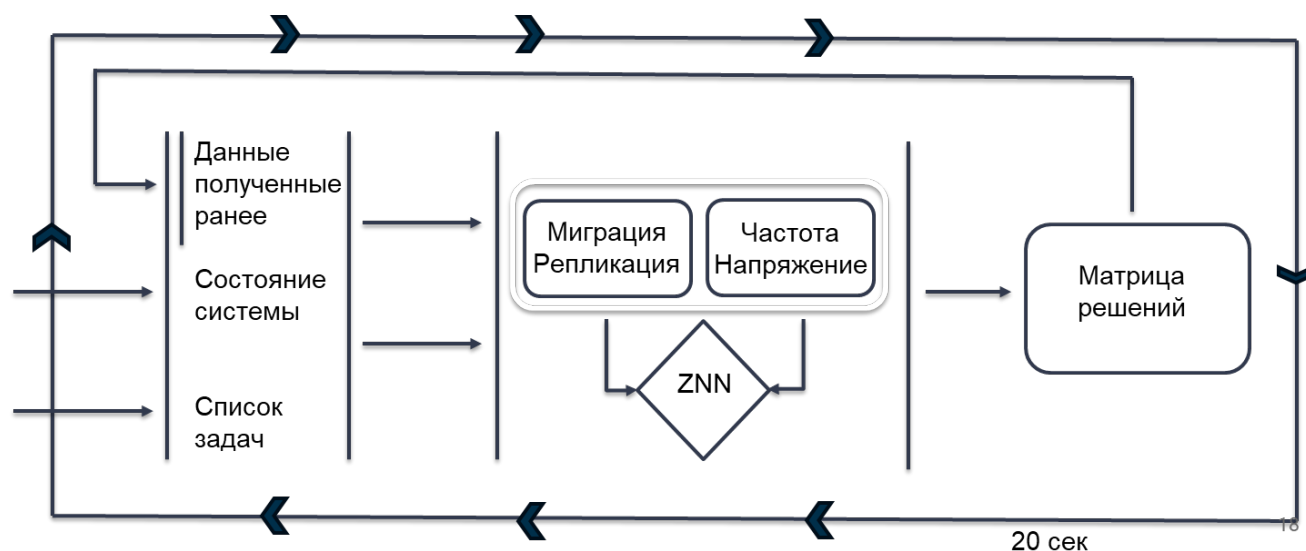 Данные
полученные
ранее
Состояние
системы
Список
задач
Миграция
Репликация
Частота
Напряжение
ZNN
Матрица
решений
20 сек
18